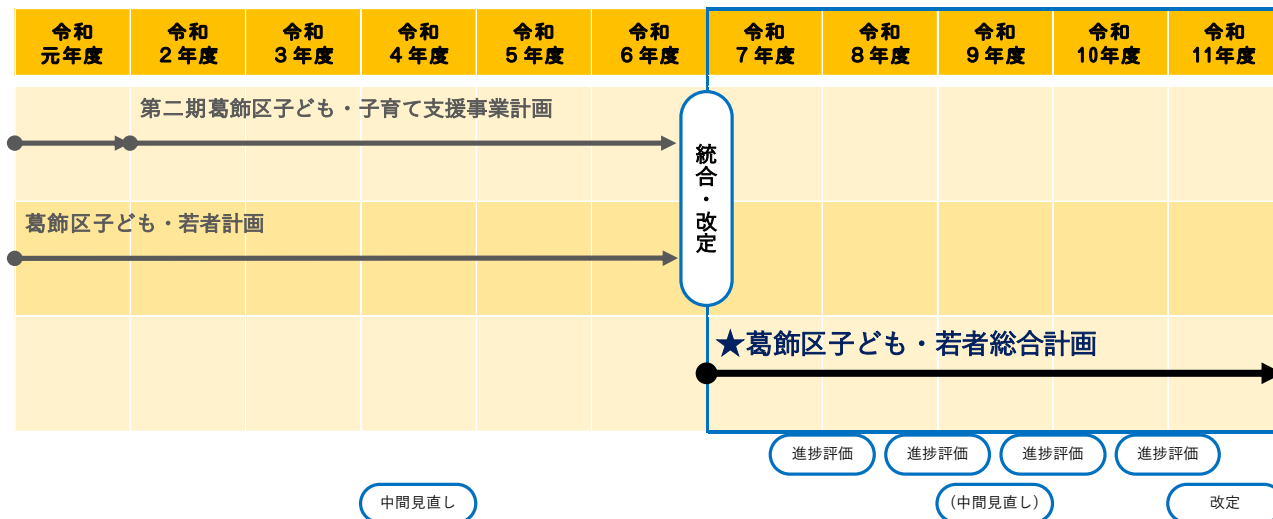 令和
元年度
令和
２年度
令和
３年度
令和
４年度
令和
５年度
令和
６年度
令和
７年度
令和
８年度
令和
９年度
令和
10年度
令和
11年度
第二期葛飾区子ども・子育て支援事業計画
葛飾区子ども・若者計画
統合・改定
★葛飾区子ども・若者総合計画
進捗評価
進捗評価
進捗評価
進捗評価
中間見直し
（中間見直し）
改定